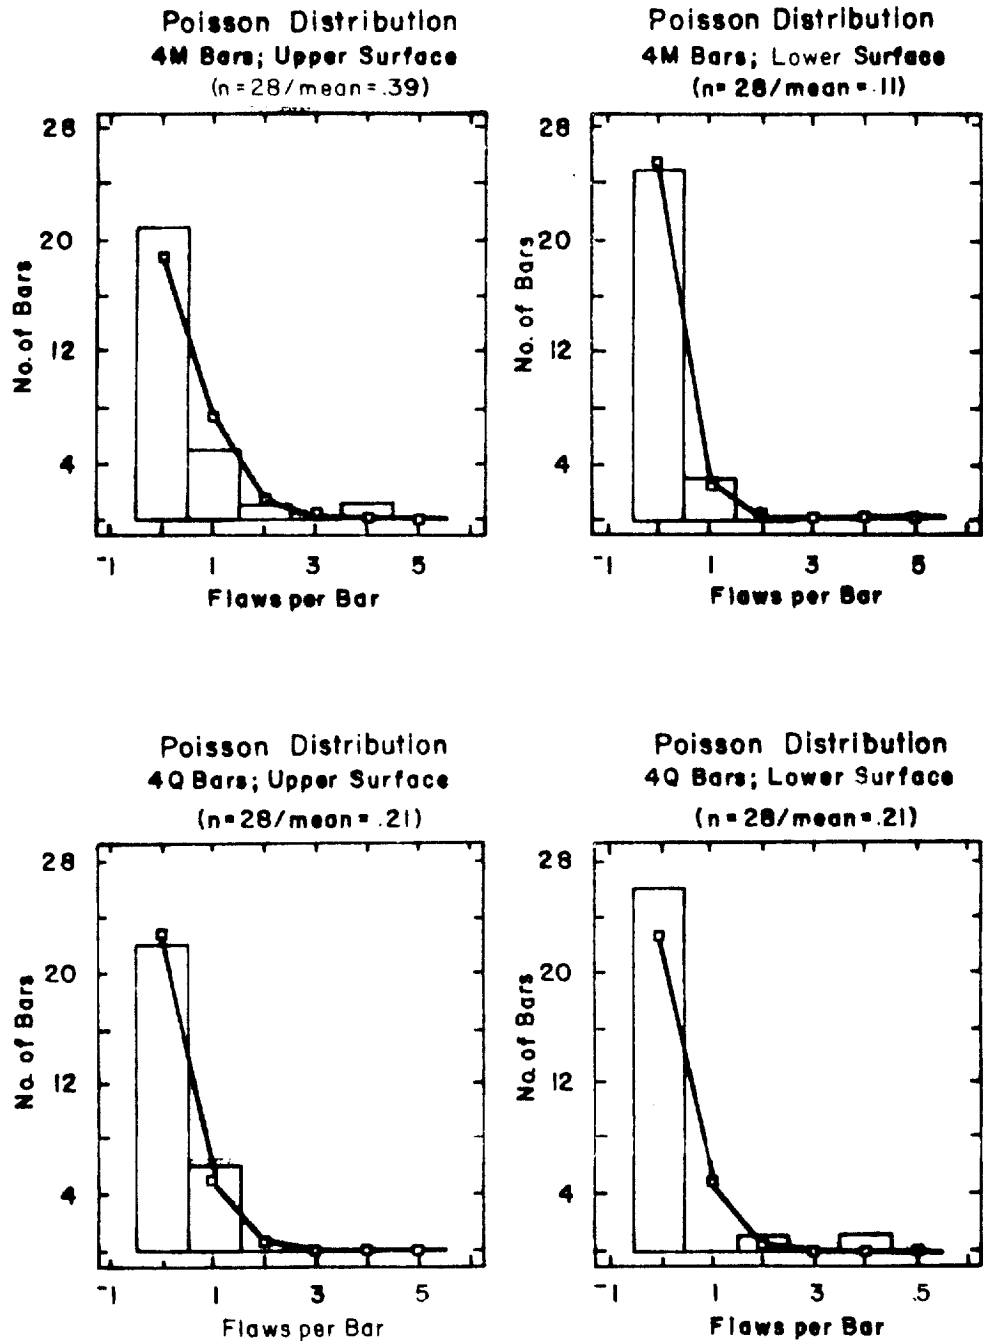 Poisson Distribution
4M Bars; Upper Surface
(n=28/mean=.39)
28
20
12
4
No. of Bars
-1 1 3 5
Flaws per Bar
Poisson Distribution
4M Bars; Lower Surface
(n=28/mean=.11)
28
20
12
4
No. of Bars
-1 1 3 5
Flaws per Bar
Poisson Distribution
4Q Bars; Upper Surface
(n=28/mean=.21)
28
20
12
4
No. of Bars
-1 1 3 5
Flaws per Bar
Poisson Distribution
4Q Bars; Lower Surface
(n=28/mean=.21)
28
20
12
4
No. of Bars
-1 1 3 .5
Flaws per Bar